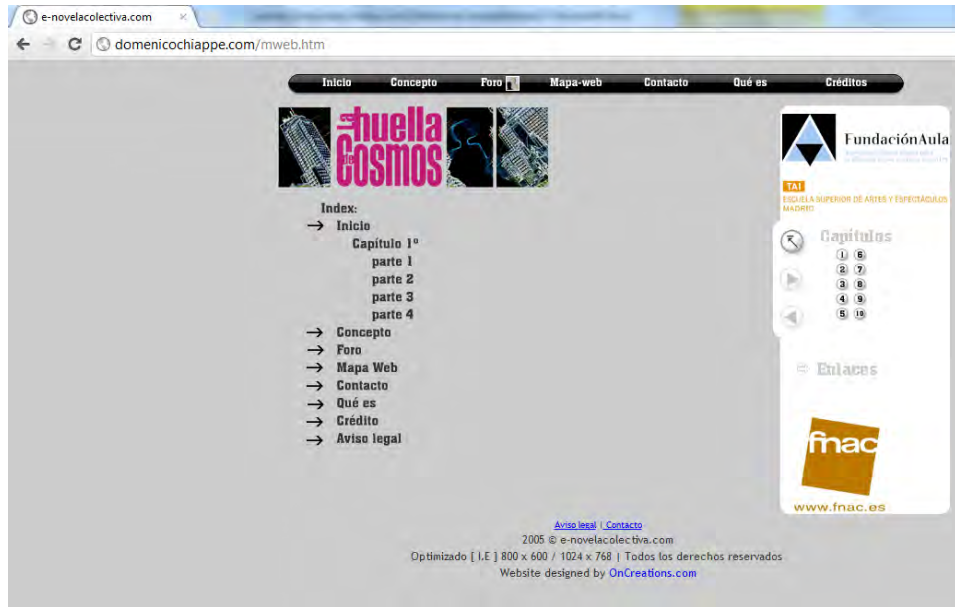 e-novelacolectiva.com
domenicochiappe.com/mweb.htm
Inicio Concepto Foro Mapa-web Contacto Qué es Créditos
La huella
de COSMOS
FundaciónAula
TAI
ESCUELA SUPERIOR DE ARTES Y ESPECTÁCULOS
MADRID
Index:
Inicio
Capítulo 1º
parte 1
parte 2
parte 3
parte 4
Concepto
Foro
Mapa Web
Contacto
Qué es
Crédito
Aviso legal
Capítulos
1 6
2 7
3 8
4 9
5 10
Enlaces
fnac
www.fnac.es
Aviso legal | Contacto
2005 © e-novelacolectiva.com
Optimizado [ I.E ] 800 x 600 / 1024 x 768 | Todos los derechos reservados
Website designed by OnCreations.com